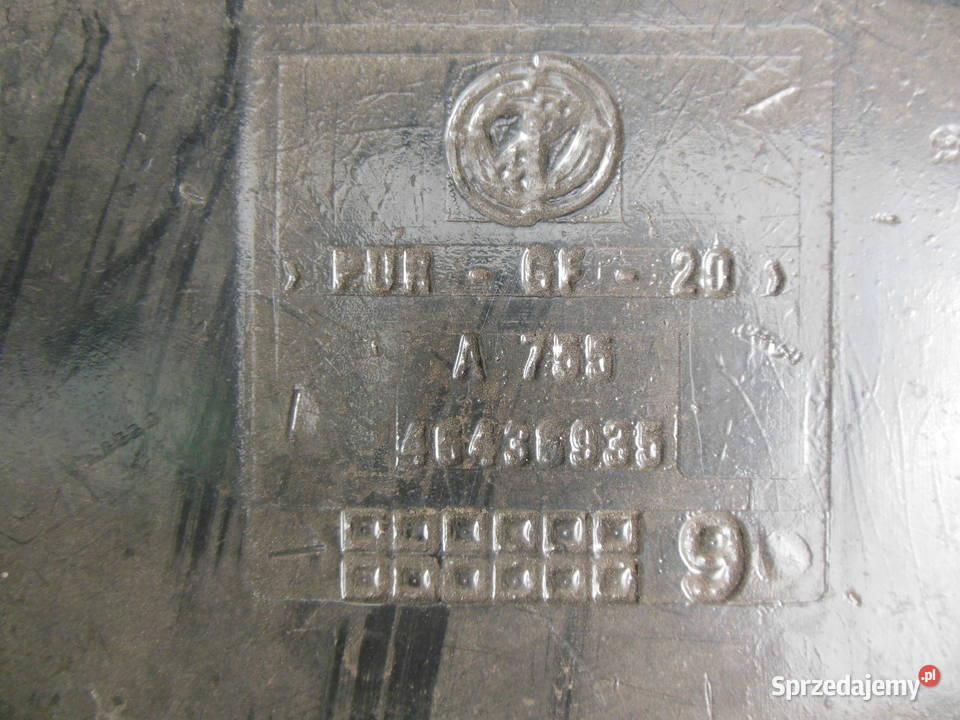 ›PUR - GF - 20‹
A 755
46436935
9
Sprzedajemy.pl